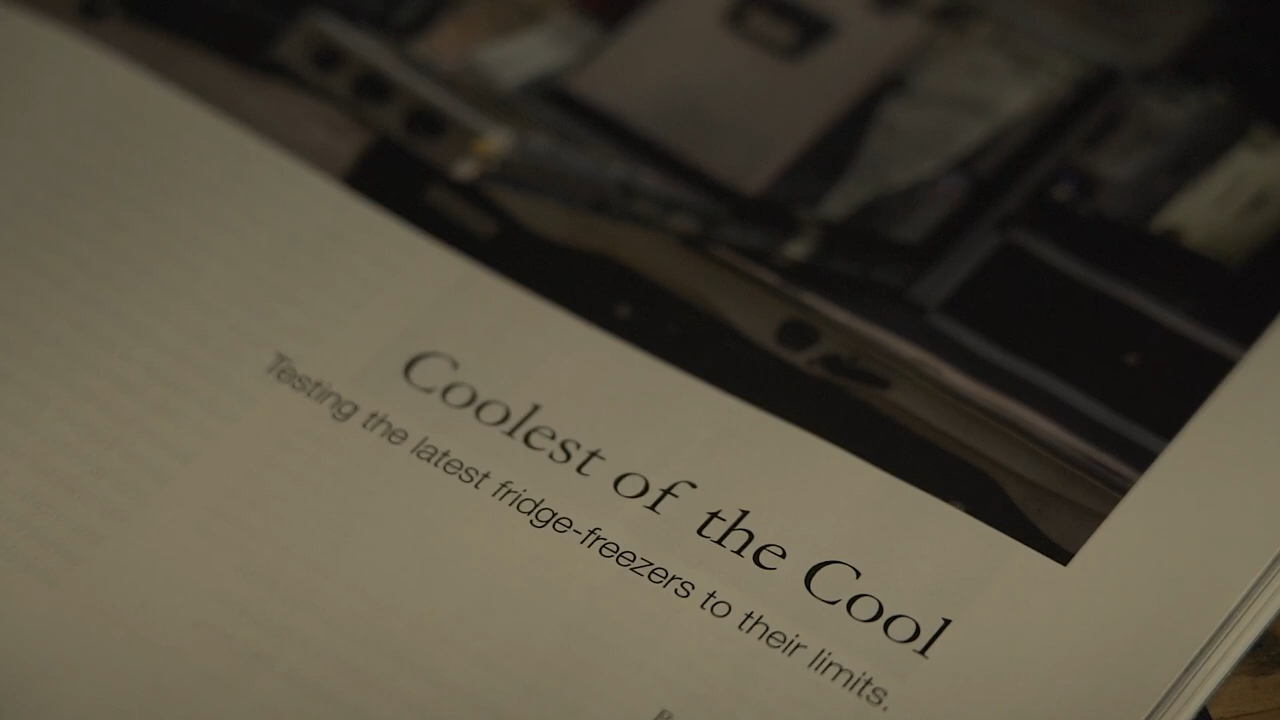 Coolest of the Cool
Testing the latest fridge-freezers to their limits.